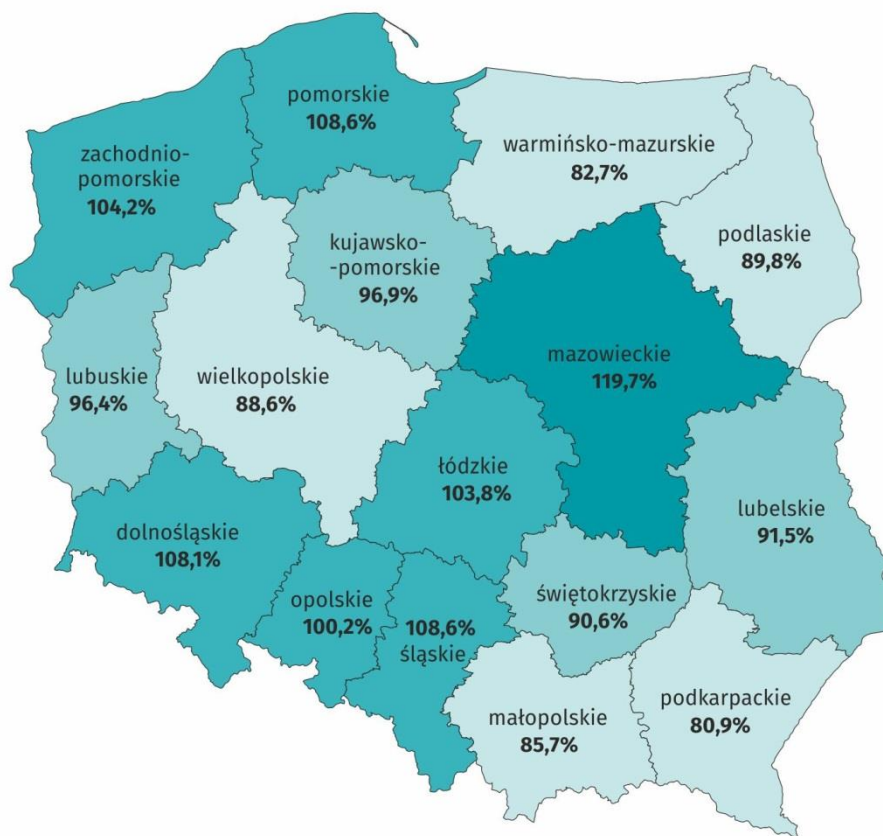 pomorskie
108,6%
zachodnio-
pomorskie
104,2%
warmińsko-mazurskie
82,7%
podlaskie
89,8%
kujawsko-
-pomorskie
96,9%
mazowieckie
119,7%
lubuskie
96,4%
wielkopolskie
88,6%
łódzkie
103,8%
lubelskie
91,5%
dolnośląskie
108,1%
opolskie
100,2%
108,6%
śląskie
świętokrzyskie
90,6%
małopolskie
85,7%
podkarpackie
80,9%